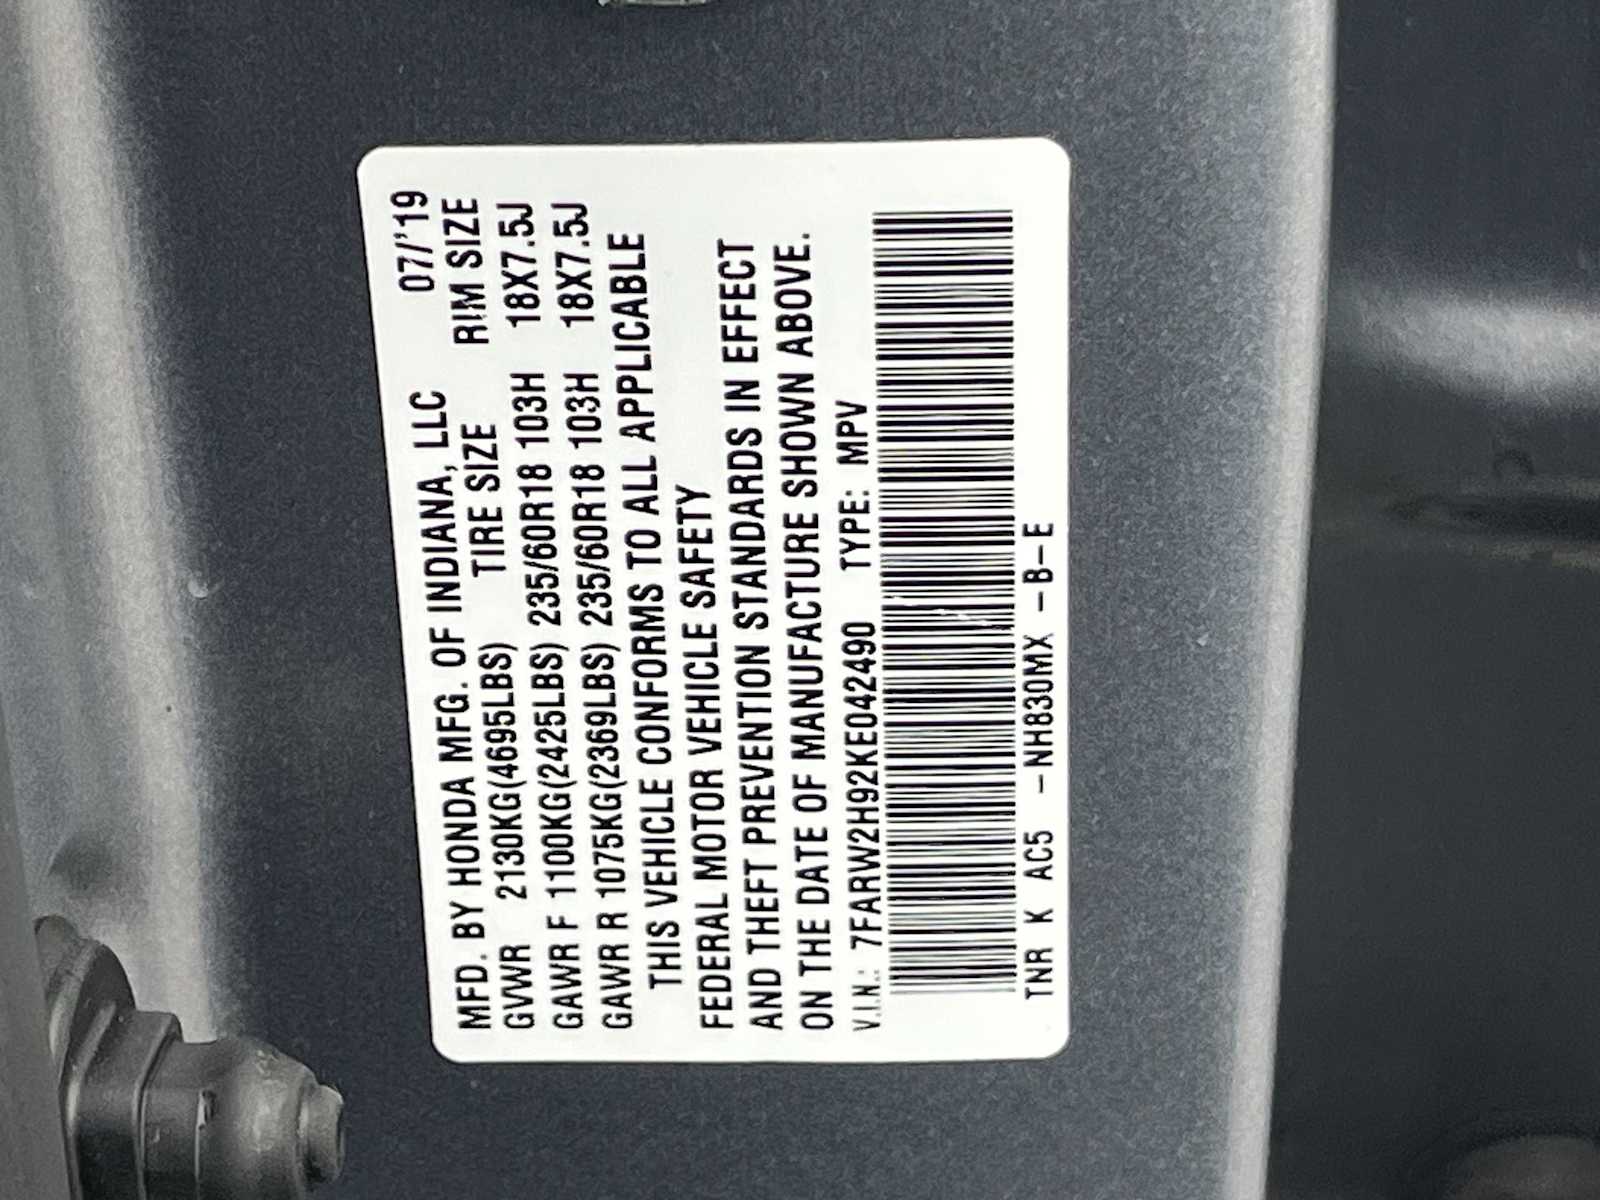 MFD. BY HONDA MFG. OF INDIANA, LLC 07/'19
GVWR 2130KG(4695LBS) TIRE SIZE RIM SIZE
GAWR F 1100KG(2425LBS) 235/60R18 103H 18X7.5J
GAWR R 1075KG(2369LBS) 235/60R18 103H 18X7.5J
THIS VEHICLE CONFORMS TO ALL APPLICABLE
FEDERAL MOTOR VEHICLE SAFETY
AND THEFT PREVENTION STANDARDS IN EFFECT
ON THE DATE OF MANUFACTURE SHOWN ABOVE.
V.I.N.: 7FARW2H92KE042490 TYPE: MPV
TNR K AC5 -NH830MX -B-E